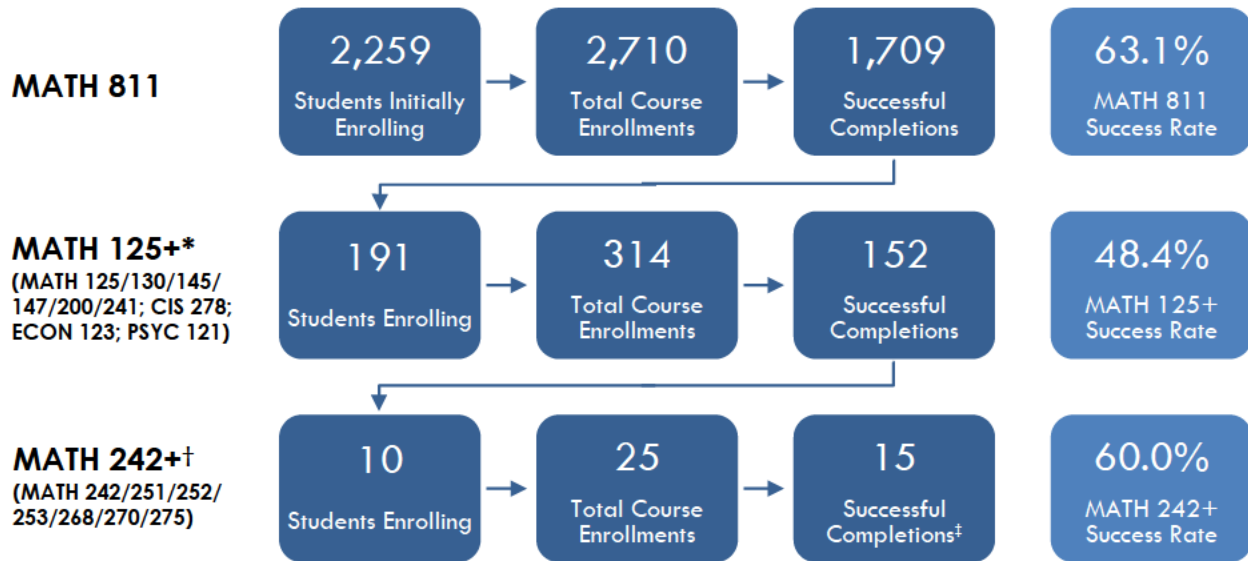 MATH 811
2,259
Students Initially
Enrolling
2,710
Total Course
Enrollments
1,709
Successful
Completions
63.1%
MATH 811
Success Rate
MATH 125+*
(MATH 125/130/145/
147/200/241; CIS 278;
ECON 123; PSYC 121)
191
Students Enrolling
314
Total Course
Enrollments
152
Successful
Completions
48.4%
MATH 125+
Success Rate
MATH 242+†
(MATH 242/251/252/
253/268/270/275)
10
Students Enrolling
25
Total Course
Enrollments
15
Successful
Completions‡
60.0%
MATH 242+
Success Rate